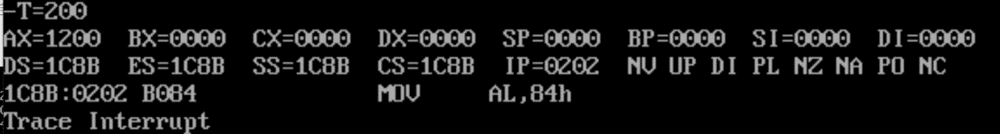 -T=200
AX=1200  BX=0000  CX=0000  DX=0000  SP=0000  BP=0000  SI=0000  DI=0000
DS=1C8B  ES=1C8B  SS=1C8B  CS=1C8B  IP=0202  NV UP DI PL NZ NA PO NC
1C8B:0202 B084             MOV     AL,84h
Trace Interrupt